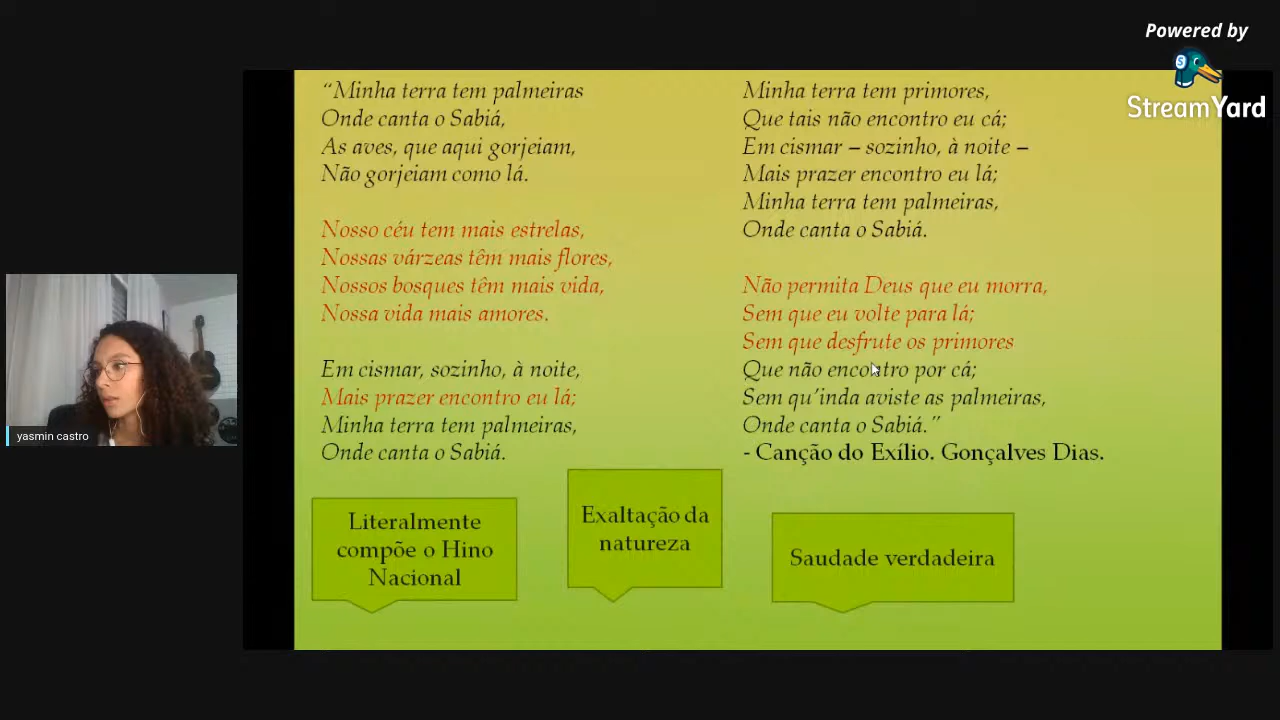 Powered by
StreamYard
“Minha terra tem palmeiras
Onde canta o Sabiá,
As aves, que aqui gorjeiam,
Não gorjeiam como lá.
Nosso céu tem mais estrelas,
Nossas várzeas têm mais flores,
Nossos bosques têm mais vida,
Nossa vida mais amores.
Em cismar, sozinho, à noite,
Mais prazer encontro eu lá;
Minha terra tem palmeiras,
Onde canta o Sabiá.
Minha terra tem primores,
Que tais não encontro eu cá;
Em cismar – sozinho, à noite –
Mais prazer encontro eu lá;
Minha terra tem palmeiras,
Onde canta o Sabiá.
Não permita Deus que eu morra,
Sem que eu volte para lá;
Sem que desfrute os primores
Que não encontro por cá;
Sem qu’inda aviste as palmeiras,
Onde canta o Sabiá.”
- Canção do Exílio. Gonçalves Dias.
Literalmente
compõe o Hino
Nacional
Exaltação da
natureza
Saudade verdadeira
yasmin castro